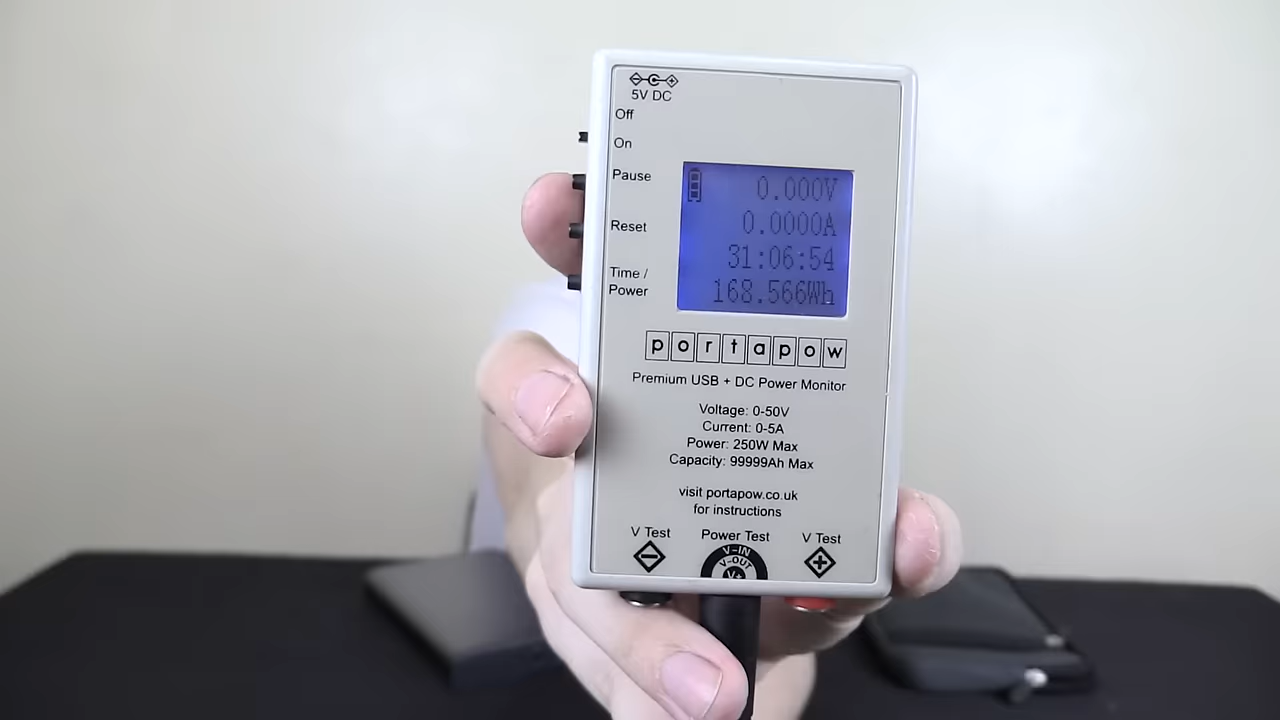 5V DC
Off
On
Pause
Reset
Time /
Power
0.000V
0.0000A
31:06:54
168.566Wh
portapow
Premium USB + DC Power Monitor
Voltage: 0-50V
Current: 0-5A
Power: 250W Max
Capacity: 99999Ah Max
visit portapow.co.uk
for instructions
V Test
Power Test
V Test
V-IN
V-OUT
V+